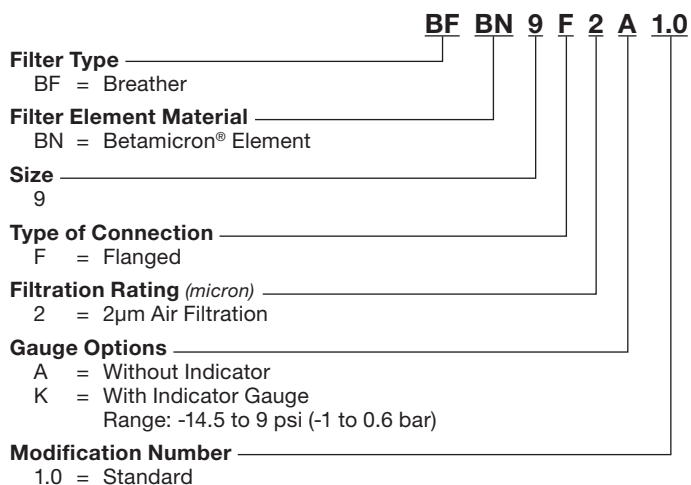 BF BN 9 F 2 A 1.0
Filter Type
BF = Breather
Filter Element Material
BN = Betamicron® Element
Size
9
Type of Connection
F = Flanged
Filtration Rating (micron)
2 = 2μm Air Filtration
Gauge Options
A = Without Indicator
K = With Indicator Gauge
Range: -14.5 to 9 psi (-1 to 0.6 bar)
Modification Number
1.0 = Standard